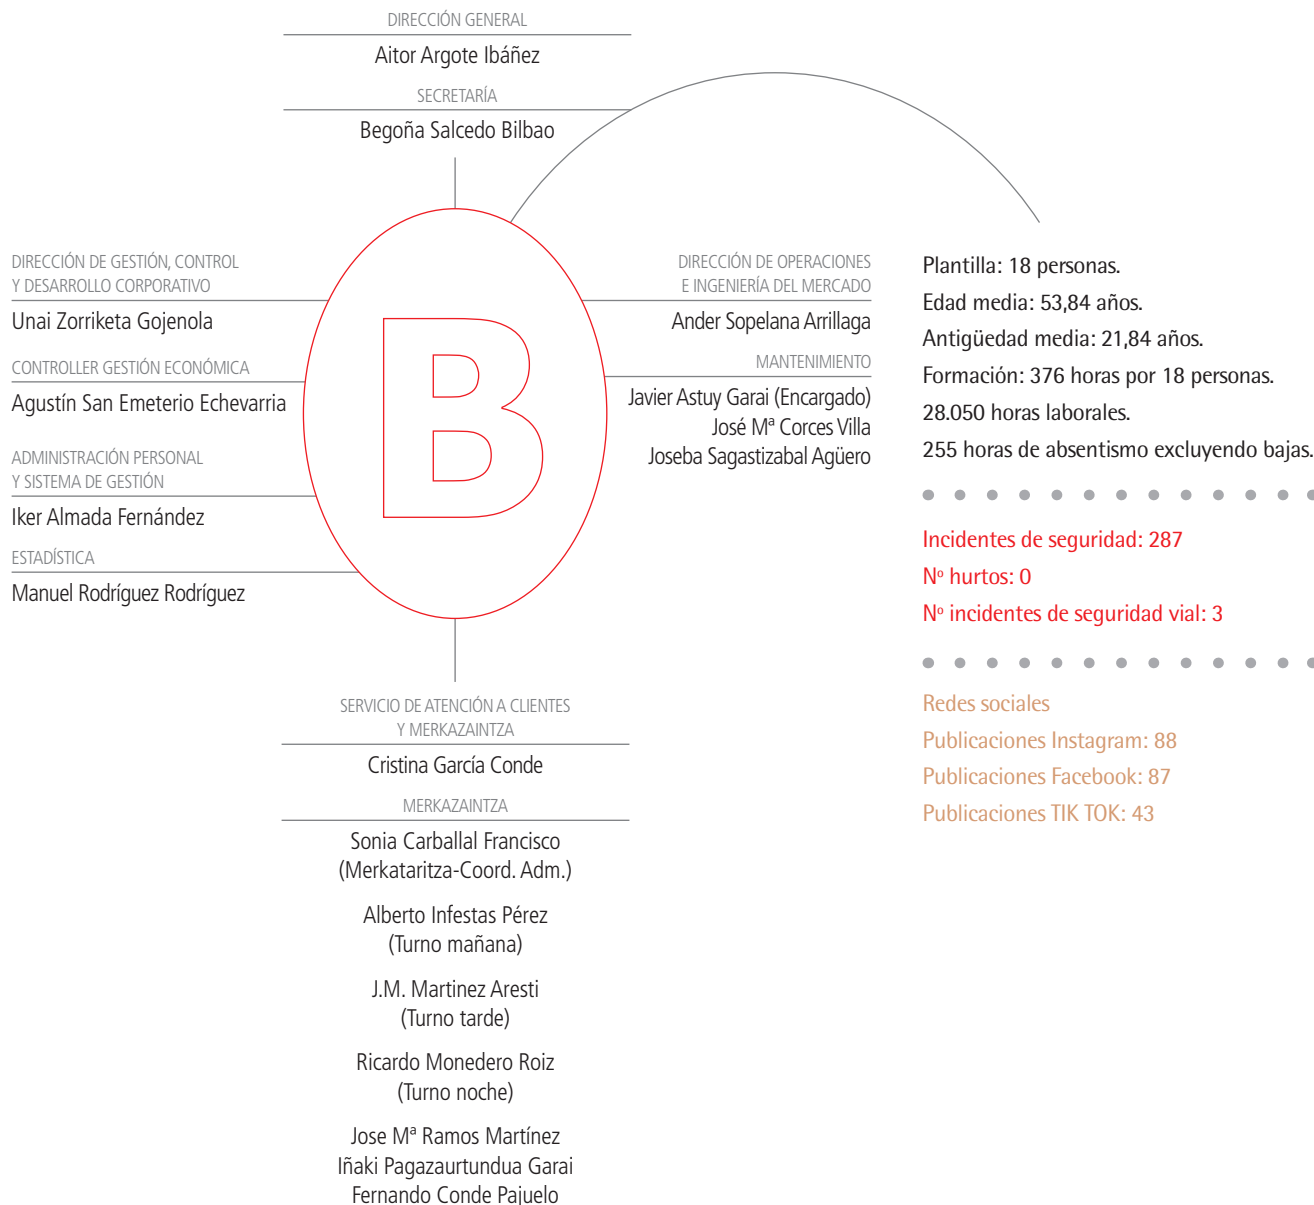 DIRECCIÓN GENERAL
Aitor Argote Ibáñez
SECRETARÍA
Begoña Salcedo Bilbao
DIRECCIÓN DE GESTIÓN, CONTROL
Y DESARROLLO CORPORATIVO
Unai Zorriketa Gojenola
CONTROLLER GESTIÓN ECONÓMICA
Agustín San Emeterio Echevarria
ADMINISTRACIÓN PERSONAL
Y SISTEMA DE GESTIÓN
Iker Almada Fernández
ESTADÍSTICA
Manuel Rodríguez Rodríguez
B
DIRECCIÓN DE OPERACIONES
E INGENIERÍA DEL MERCADO
Ander Sopelana Arrillaga
MANTENIMIENTO
Javier Astuy Garai (Encargado)
José Mª Corces Villa
Joseba Sagastizabal Agüero
SERVICIO DE ATENCIÓN A CLIENTES
Y MERKAZAINTZA
Cristina García Conde
MERKAZAINTZA
Sonia Carballal Francisco
(Merkataritza-Coord. Adm.)
Alberto Infestas Pérez
(Turno mañana)
J.M. Martinez Aresti
(Turno tarde)
Ricardo Monedero Roiz
(Turno noche)
Jose Mª Ramos Martínez
Iñaki Pagazaurtundua Garai
Fernando Conde Pajuelo
Plantilla: 18 personas.
Edad media: 53,84 años.
Antigüedad media: 21,84 años.
Formación: 376 horas por 18 personas.
28.050 horas laborales.
255 horas de absentismo excluyendo bajas.
Incidentes de seguridad: 287
Nº hurtos: 0
Nº incidentes de seguridad vial: 3
Redes sociales
Publicaciones Instagram: 88
Publicaciones Facebook: 87
Publicaciones TIK TOK: 43